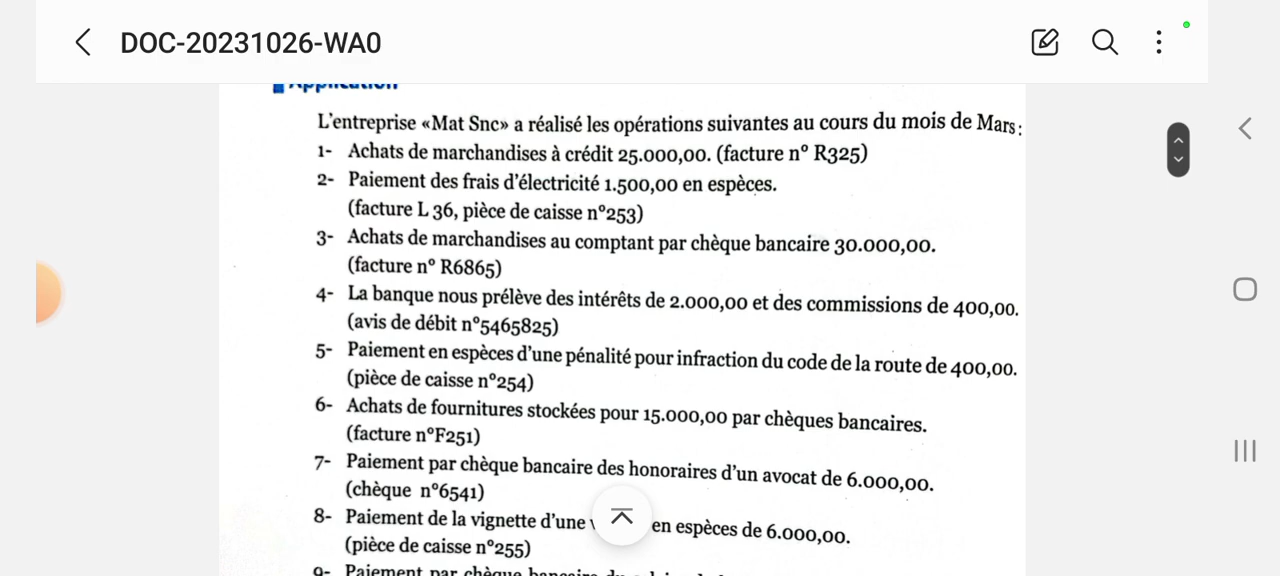 DOC-20231026-WA0
Application
L'entreprise «Mat Snc» a réalisé les opérations suivantes au cours du mois de Mars :
1- Achats de marchandises à crédit 25.000,00. (facture n° R325)
2- Paiement des frais d'électricité 1.500,00 en espèces.
(facture L 36, pièce de caisse n°253)
3- Achats de marchandises au comptant par chèque bancaire 30.000,00.
(facture n° R6865)
4- La banque nous prélève des intérêts de 2.000,00 et des commissions de 400,00.
(avis de débit n°5465825)
5- Paiement en espèces d'une pénalité pour infraction du code de la route de 400,00.
(pièce de caisse n°254)
6- Achats de fournitures stockées pour 15.000,00 par chèques bancaires.
(facture n°F251)
7- Paiement par chèque bancaire des honoraires d'un avocat de 6.000,00.
(chèque n°6541)
8- Paiement de la vignette d'une en espèces de 6.000,00.
(pièce de caisse n°255)
9- Paiement par chèque bancaire du